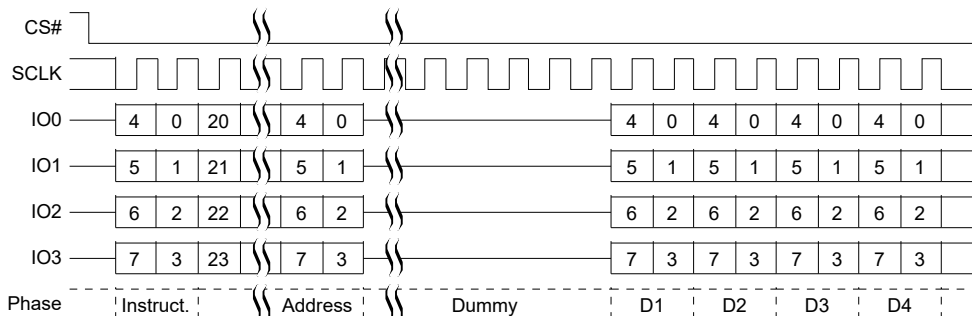 CS#
SCLK
IO0 4 0 20 4 0 4 0 4 0 4 0 4 0
IO1 5 1 21 5 1 5 1 5 1 5 1 5 1
IO2 6 2 22 6 2 6 2 6 2 6 2 6 2
IO3 7 3 23 7 3 7 3 7 3 7 3 7 3
Phase Instruct. Address Dummy D1 D2 D3 D4